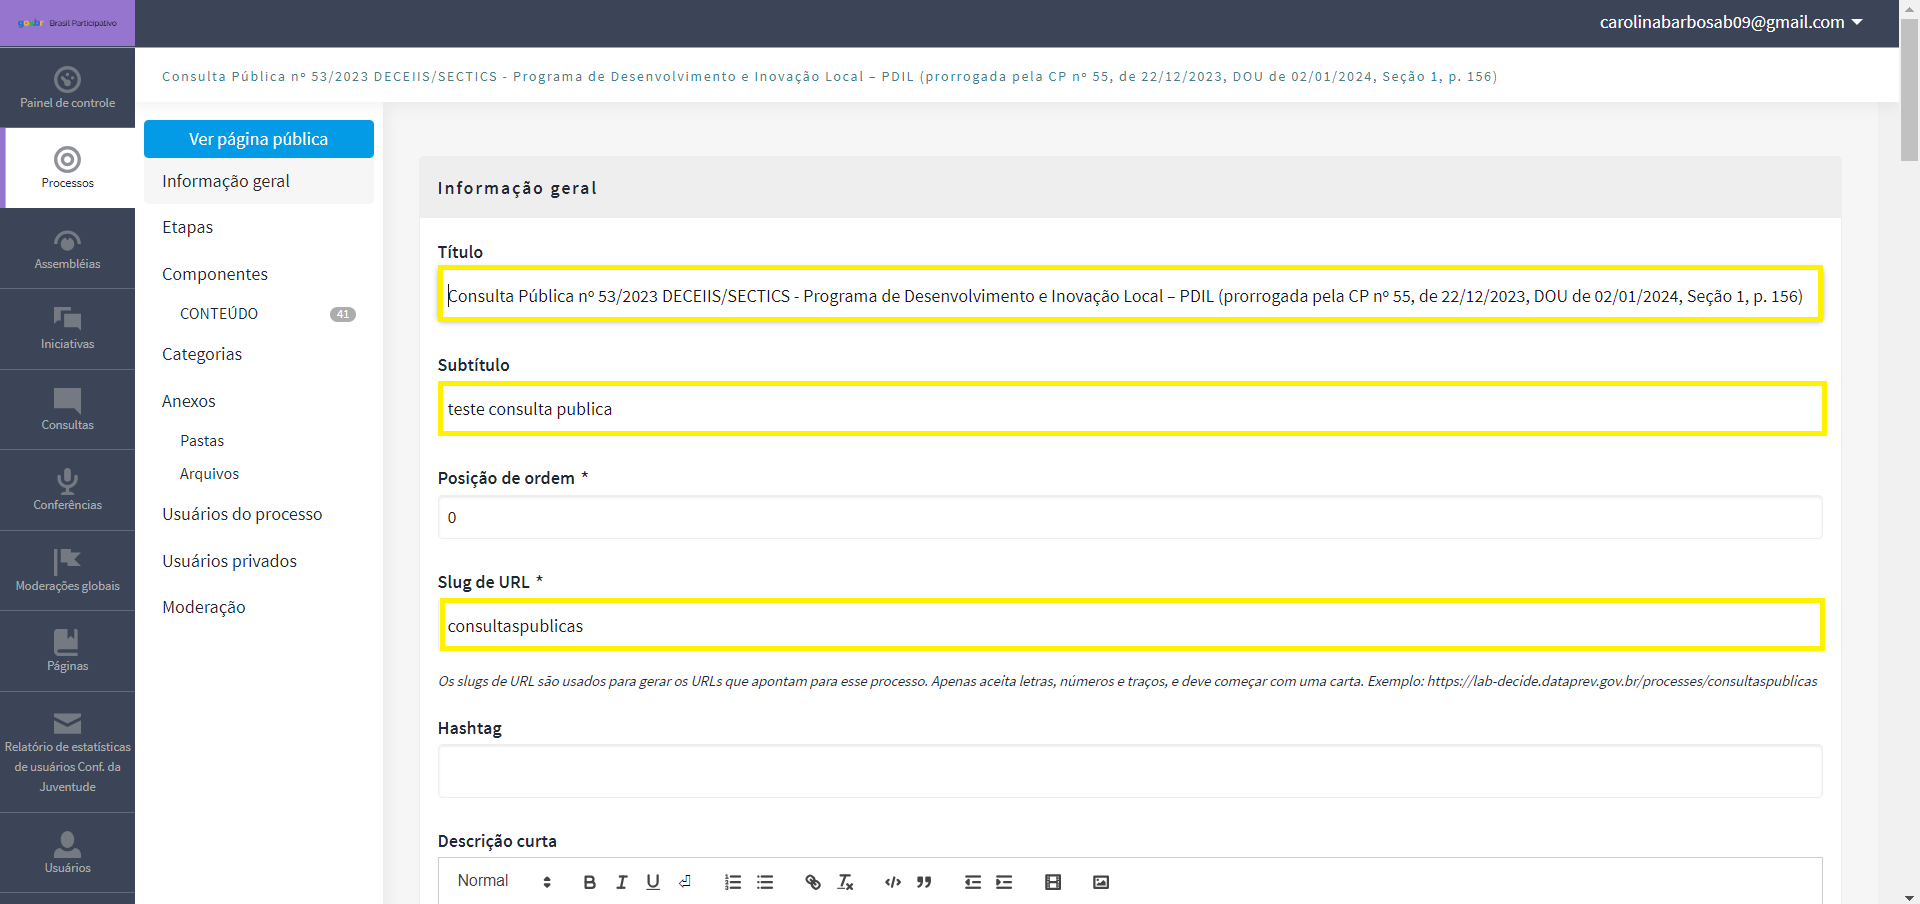 gov.br Brasil Participativo
carolinabarbosab09@gmail.com
Consulta Pública nº 53/2023 DECEIIS/SECTICS - Programa de Desenvolvimento e Inovação Local – PDIL (prorrogada pela CP nº 55, de 22/12/2023, DOU de 02/01/2024, Seção 1, p. 156)
Painel de controle
Processos
Assembléias
Iniciativas
Consultas
Conferências
Moderações globais
Páginas
Relatório de estatísticas
de usuários Conf. da
Juventude
Usuários
Ver página pública
Informação geral
Etapas
Componentes
CONTEÚDO 41
Categorias
Anexos
Pastas
Arquivos
Usuários do processo
Usuários privados
Moderação
Informação geral
Título
Consulta Pública nº 53/2023 DECEIIS/SECTICS - Programa de Desenvolvimento e Inovação Local – PDIL (prorrogada pela CP nº 55, de 22/12/2023, DOU de 02/01/2024, Seção 1, p. 156)
Subtítulo
teste consulta publica
Posição de ordem *
0
Slug de URL *
consultaspublicas
Os slugs de URL são usados para gerar os URLs que apontam para esse processo. Apenas aceita letras, números e traços, e deve começar com uma carta. Exemplo: https://lab-decide.dataprev.gov.br/processes/consultaspublicas
Hashtag
Descrição curta
Normal